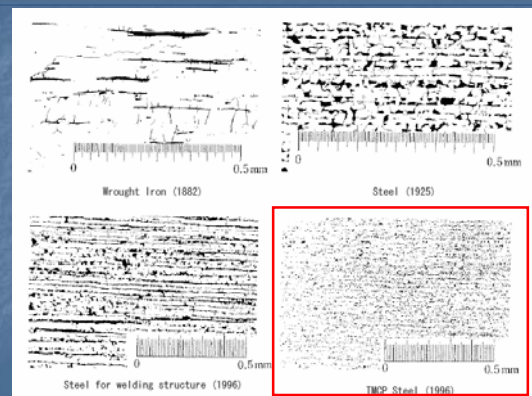 0
0.5mm
Wrought Iron (1882)
0
0.5mm
Steel (1925)
0
0.5mm
Steel for welding structure (1996)
0
0.5mm
TMCP Steel (1996)